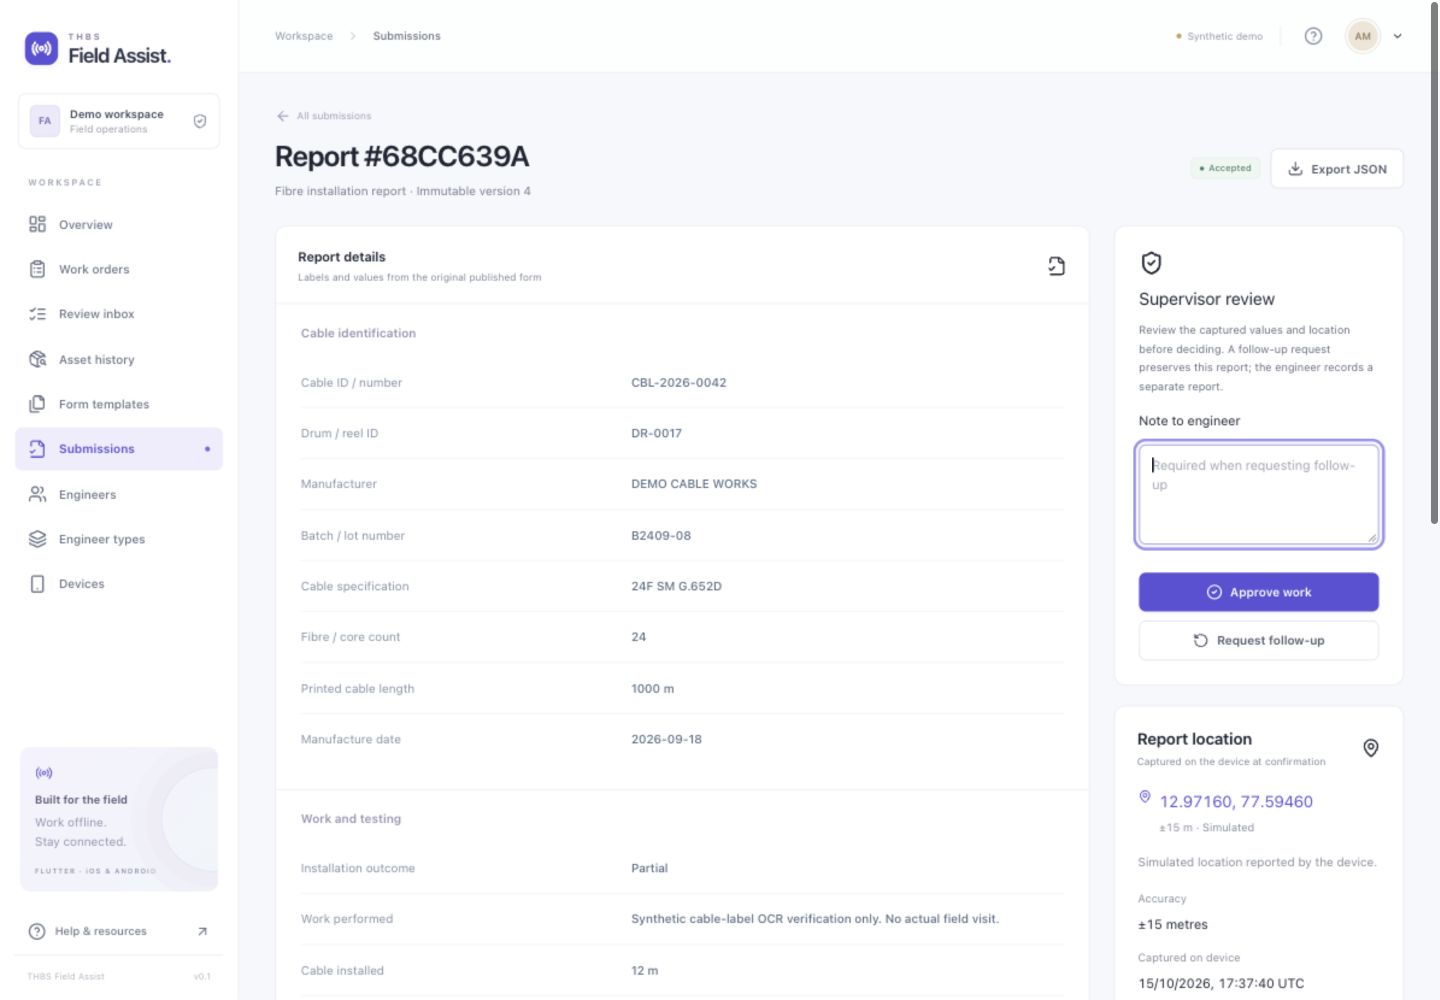 THBS
Field Assist.
FA
Demo workspace
Field operations
WORKSPACE
Overview
Work orders
Review inbox
Asset history
Form templates
Submissions
Engineers
Engineer types
Devices
Built for the field
Work offline.
Stay connected.
FLUTTER · iOS & ANDROID
Help & resources
THBS Field Assist v0.1
Workspace > Submissions
Synthetic demo
AM
All submissions
Report #68CC639A
Fibre installation report · Immutable version 4
Accepted
Export JSON
Report details
Labels and values from the original published form
Cable identification
Cable ID / number CBL-2026-0042
Drum / reel ID DR-0017
Manufacturer DEMO CABLE WORKS
Batch / lot number B2409-08
Cable specification 24F SM G.652D
Fibre / core count 24
Printed cable length 1000 m
Manufacture date 2026-09-18
Work and testing
Installation outcome Partial
Work performed Synthetic cable-label OCR verification only. No actual field visit.
Cable installed 12 m
Supervisor review
Review the captured values and location
before deciding. A follow-up request
preserves this report; the engineer records a
separate report.
Note to engineer
Required when requesting follow-
up
Approve work
Request follow-up
Report location
Captured on the device at confirmation
12.97160, 77.59460
±15 m · Simulated
Simulated location reported by the device.
Accuracy
±15 metres
Captured on device
15/10/2026, 17:37:40 UTC